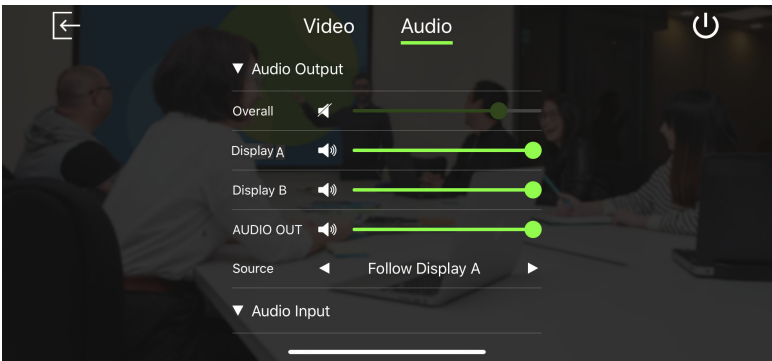 Video Audio
▼ Audio Output
Overall
Display A
Display B
AUDIO OUT
Source ◀ Follow Display A ▶
▼ Audio Input